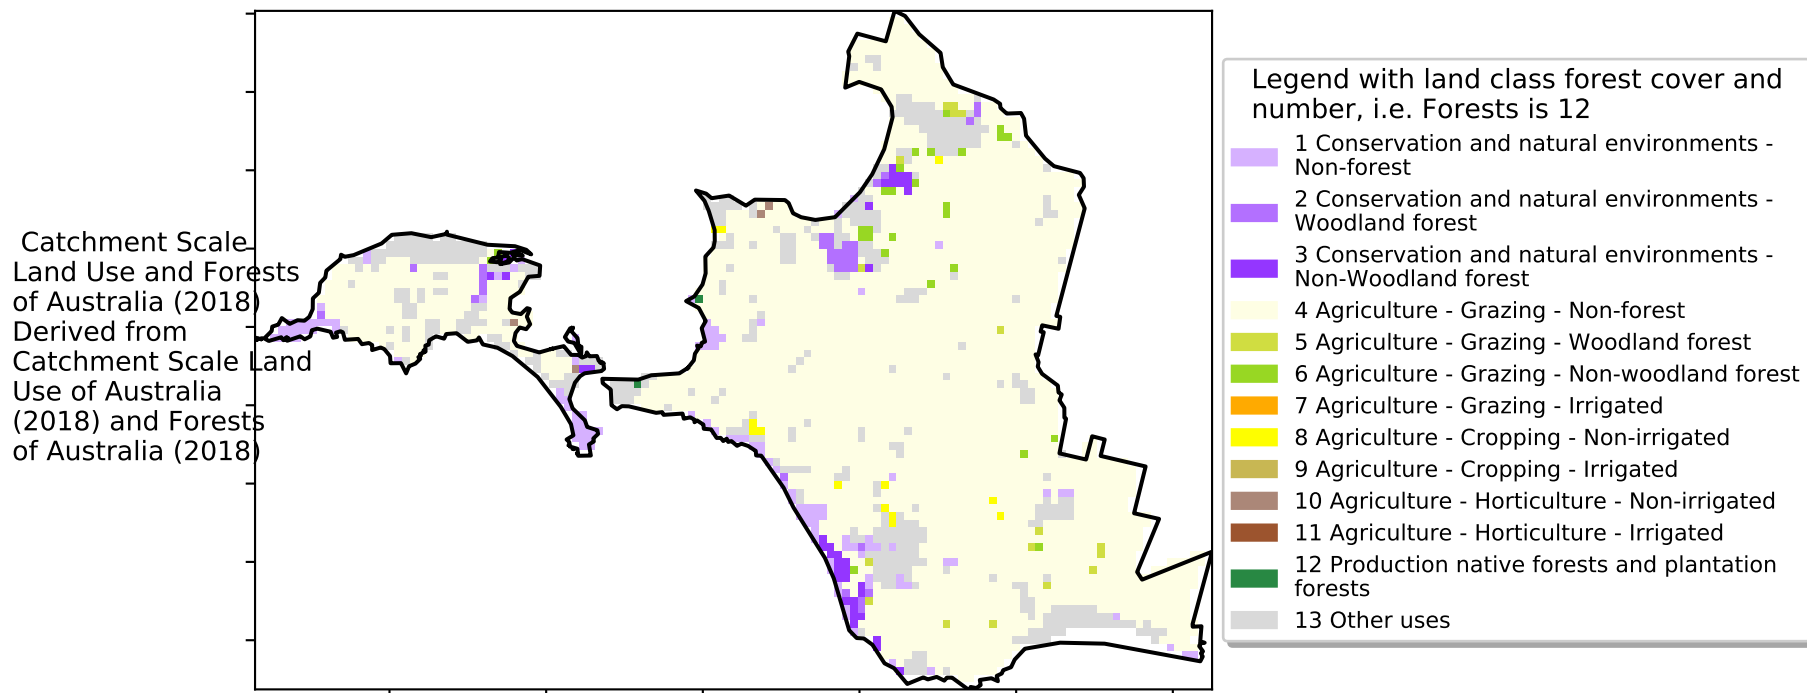 Catchment Scale
Land Use and Forests
of Australia (2018)
Derived from
Catchment Scale Land
Use of Australia
(2018) and Forests
of Australia (2018)
Legend with land class forest cover and
number, i.e. Forests is 12
1 Conservation and natural environments -
Non-forest
2 Conservation and natural environments -
Woodland forest
3 Conservation and natural environments -
Non-Woodland forest
4 Agriculture - Grazing - Non-forest
5 Agriculture - Grazing - Woodland forest
6 Agriculture - Grazing - Non-woodland forest
7 Agriculture - Grazing - Irrigated
8 Agriculture - Cropping - Non-irrigated
9 Agriculture - Cropping - Irrigated
10 Agriculture - Horticulture - Non-irrigated
11 Agriculture - Horticulture - Irrigated
12 Production native forests and plantation
forests
13 Other uses